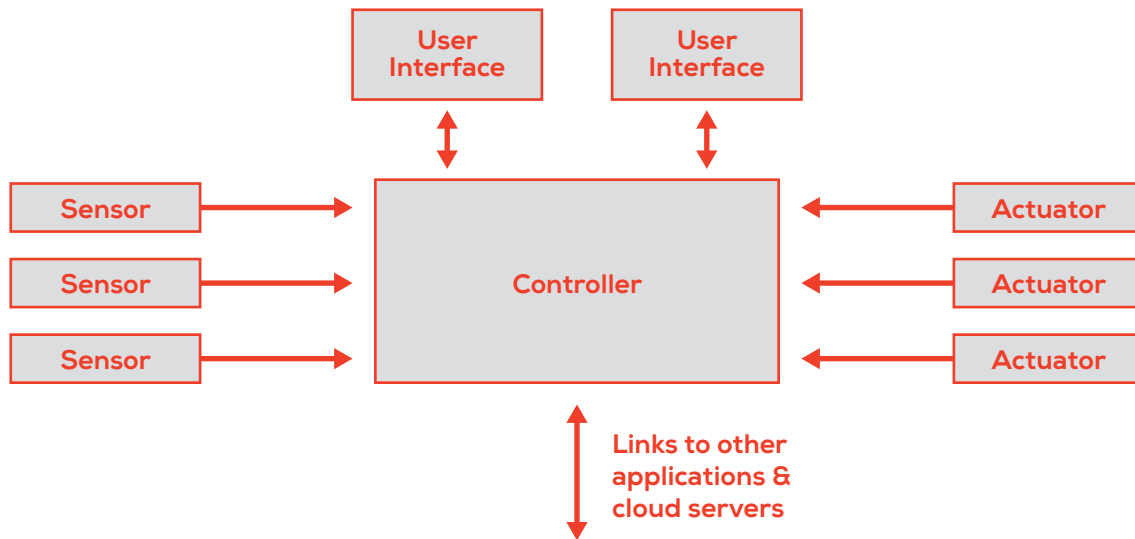 User
Interface
User
Interface
Sensor
Actuator
Sensor
Controller
Actuator
Sensor
Actuator
Links to other
applications &
cloud servers